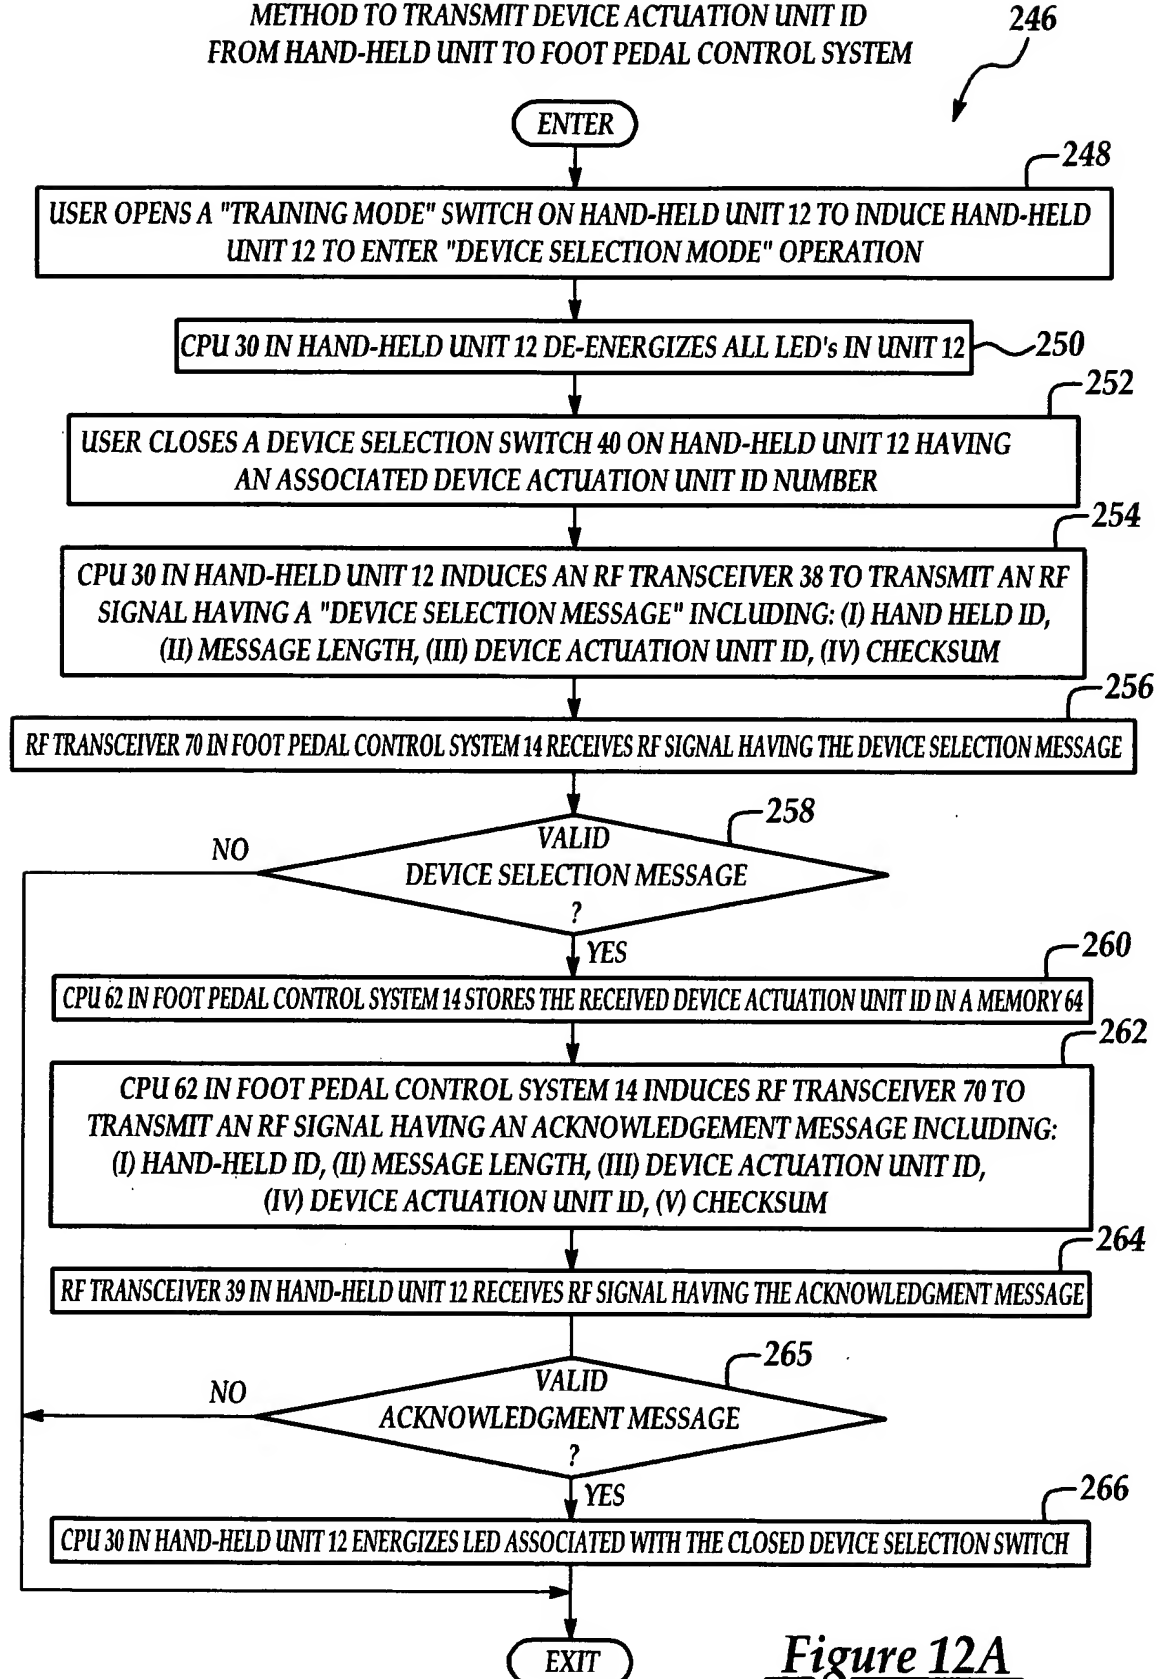 METHOD TO TRANSMIT DEVICE ACTUATION UNIT ID
FROM HAND-HELD UNIT TO FOOT PEDAL CONTROL SYSTEM
246
ENTER
248
USER OPENS A "TRAINING MODE" SWITCH ON HAND-HELD UNIT 12 TO INDUCE HAND-HELD
UNIT 12 TO ENTER "DEVICE SELECTION MODE" OPERATION
CPU 30 IN HAND-HELD UNIT 12 DE-ENERGIZES ALL LED's IN UNIT 12
250
252
USER CLOSES A DEVICE SELECTION SWITCH 40 ON HAND-HELD UNIT 12 HAVING
AN ASSOCIATED DEVICE ACTUATION UNIT ID NUMBER
254
CPU 30 IN HAND-HELD UNIT 12 INDUCES AN RF TRANSCEIVER 38 TO TRANSMIT AN RF
SIGNAL HAVING A "DEVICE SELECTION MESSAGE" INCLUDING: (I) HAND HELD ID,
(II) MESSAGE LENGTH, (III) DEVICE ACTUATION UNIT ID, (IV) CHECKSUM
256
RF TRANSCEIVER 70 IN FOOT PEDAL CONTROL SYSTEM 14 RECEIVES RF SIGNAL HAVING THE DEVICE SELECTION MESSAGE
258
NO
VALID
DEVICE SELECTION MESSAGE
?
YES
260
CPU 62 IN FOOT PEDAL CONTROL SYSTEM 14 STORES THE RECEIVED DEVICE ACTUATION UNIT ID IN A MEMORY 64
262
CPU 62 IN FOOT PEDAL CONTROL SYSTEM 14 INDUCES RF TRANSCEIVER 70 TO
TRANSMIT AN RF SIGNAL HAVING AN ACKNOWLEDGEMENT MESSAGE INCLUDING:
(I) HAND-HELD ID, (II) MESSAGE LENGTH, (III) DEVICE ACTUATION UNIT ID,
(IV) DEVICE ACTUATION UNIT ID, (V) CHECKSUM
264
RF TRANSCEIVER 39 IN HAND-HELD UNIT 12 RECEIVES RF SIGNAL HAVING THE ACKNOWLEDGMENT MESSAGE
265
NO
VALID
ACKNOWLEDGMENT MESSAGE
?
YES
266
CPU 30 IN HAND-HELD UNIT 12 ENERGIZES LED ASSOCIATED WITH THE CLOSED DEVICE SELECTION SWITCH
EXIT
Figure 12A